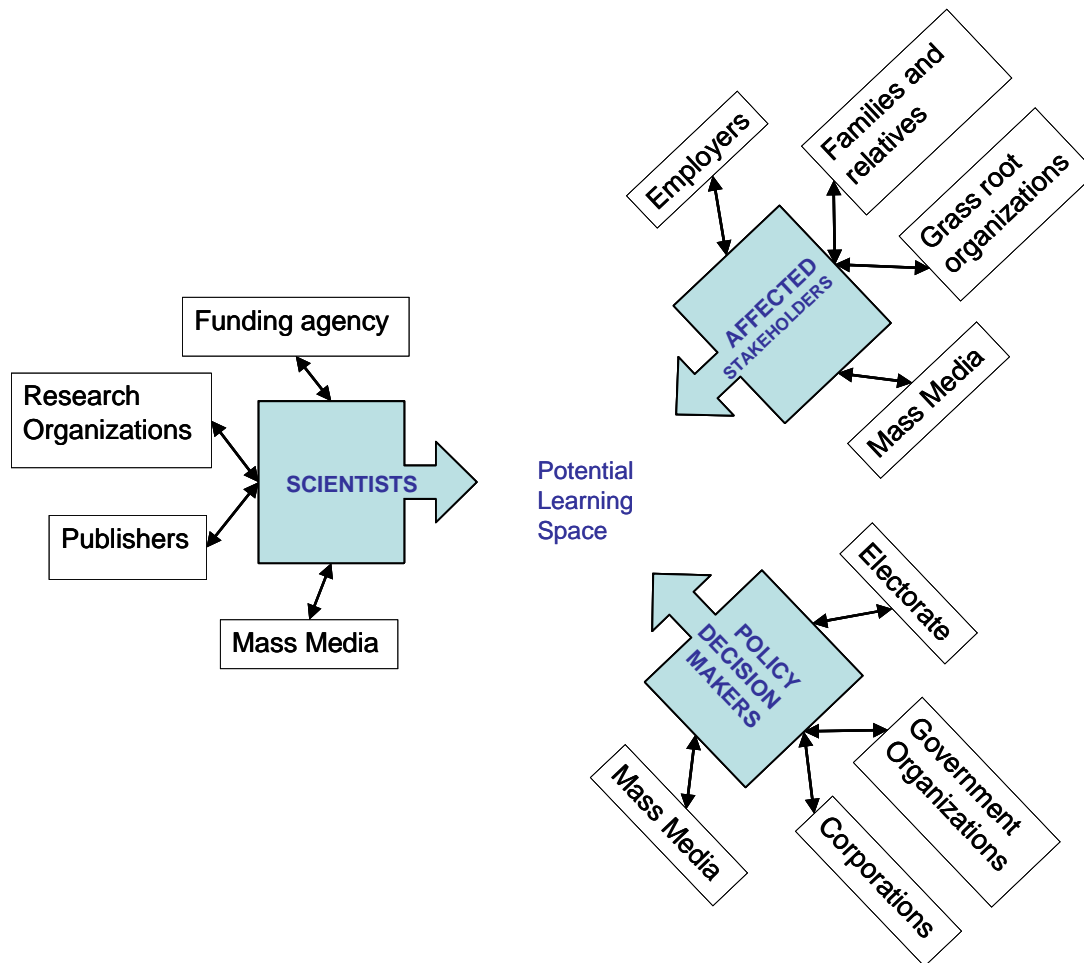 Funding agency
Research
Organizations
SCIENTISTS
Publishers
Mass Media
Potential
Learning
Space
Employers
Families and
relatives
Grass root
organizations
AFFECTED
STAKEHOLDERS
Mass Media
Electorate
POLICY
DECISION
MAKERS
Government
Organizations
Corporations
Mass Media